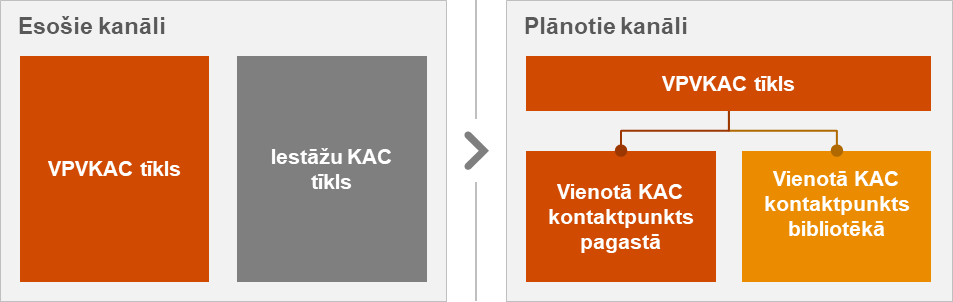 Esošie kanāli
VPVKAC tīkls
Iestāžu KAC
tīkls
Plānotie kanāli
VPVKAC tīkls
Vienotā KAC
kontaktpunkts
pagastā
Vienotā KAC
kontaktpunkts
bibliotēkā